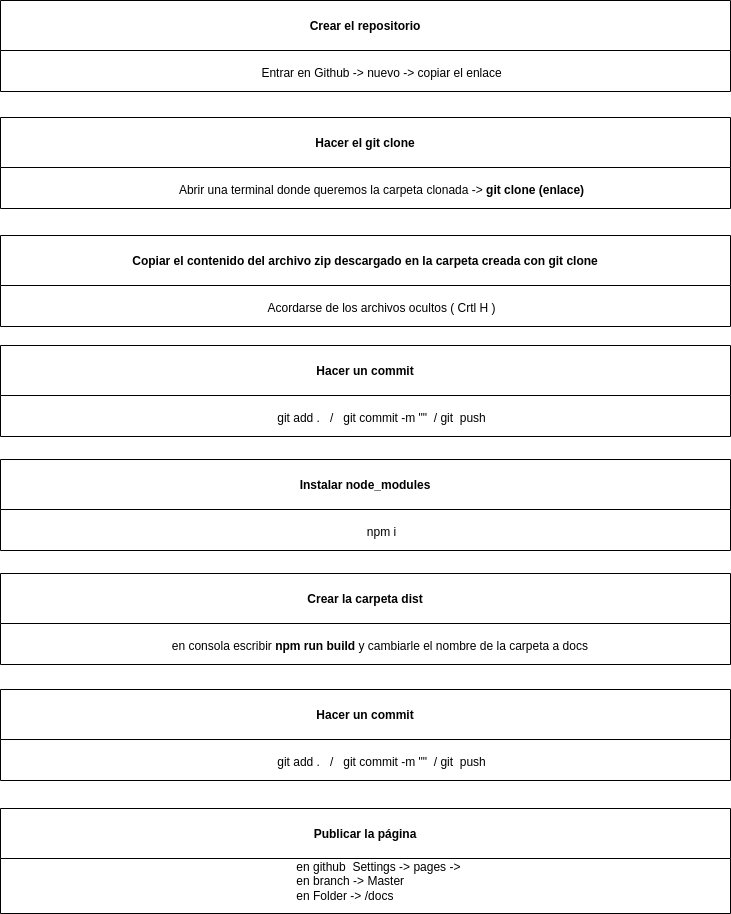 Crear el repositorio
Entrar en Github -> nuevo -> copiar el enlace
Hacer el git clone
Abrir una terminal donde queremos la carpeta clonada -> git clone (enlace)
Copiar el contenido del archivo zip descargado en la carpeta creada con git clone
Acordarse de los archivos ocultos ( Crtl H )
Hacer un commit
git add .   /   git commit -m ""  / git  push
Instalar node_modules
npm i
Crear la carpeta dist
en consola escribir npm run build y cambiarle el nombre de la carpeta a docs
Hacer un commit
git add .   /   git commit -m ""  / git  push
Publicar la página
en github  Settings -> pages ->
en branch -> Master
en Folder -> /docs